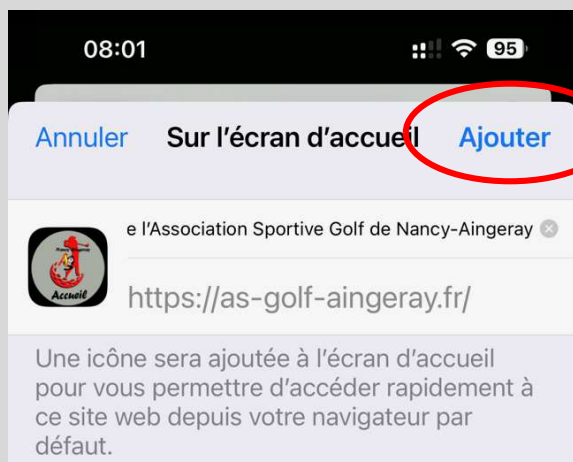 08:01
95
Annuler Sur l'écran d'accueil Ajouter
e l'Association Sportive Golf de Nancy-Aingeray
Accueil
https://as-golf-aingeray.fr/
Une icône sera ajoutée à l'écran d'accueil
pour vous permettre d'accéder rapidement à
ce site web depuis votre navigateur par
défaut.